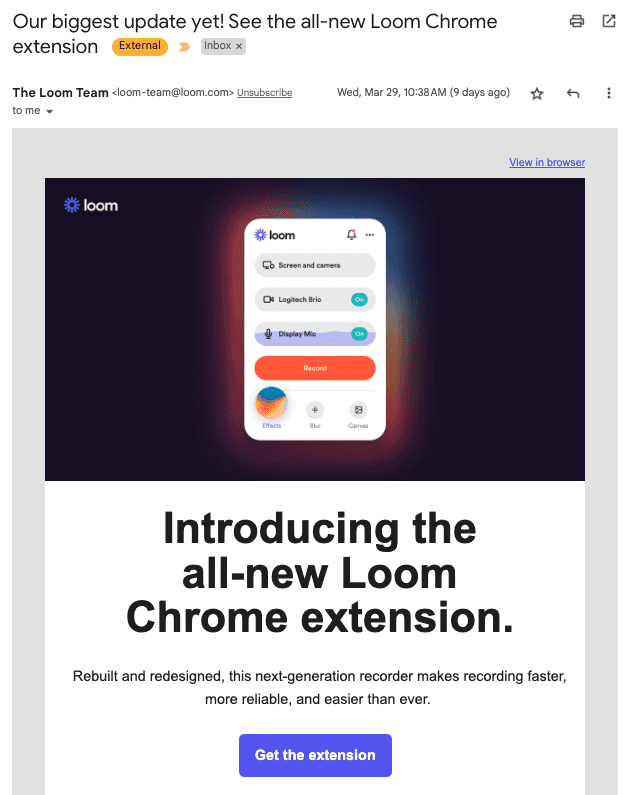 Our biggest update yet! See the all-new Loom Chrome
extension External Inbox ×
The Loom Team <loom-team@loom.com> Unsubscribe Wed, Mar 29, 10:38 AM (9 days ago)
to me
View in browser
loom
loom
Screen and camera
Logitech Brio On
Display Mic On
Record
Effects Blur Canvas
Introducing the
all-new Loom
Chrome extension.
Rebuilt and redesigned, this next-generation recorder makes recording faster,
more reliable, and easier than ever.
Get the extension